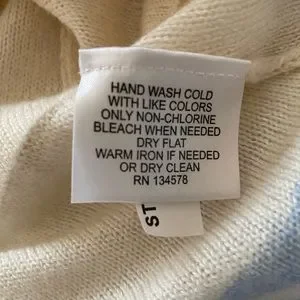 HAND WASH COLD
WITH LIKE COLORS
ONLY NON-CHLORINE
BLEACH WHEN NEEDED
DRY FLAT
WARM IRON IF NEEDED
OR DRY CLEAN
RN 134578
ST